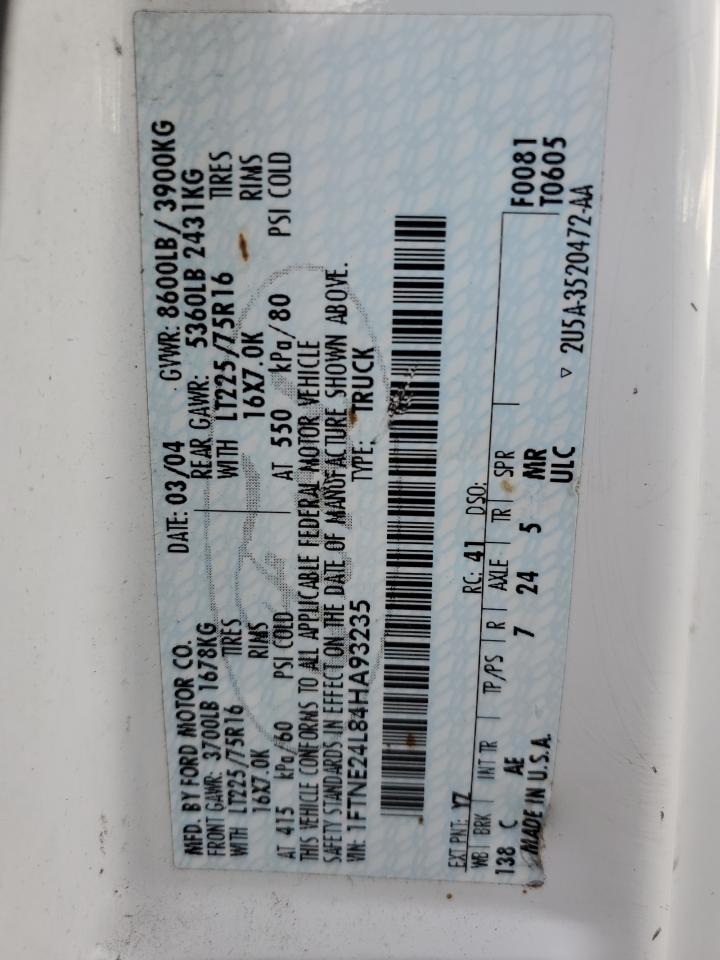 MFD. BY FORD MOTOR CO. DATE: 03/04 GVWR: 8600LB / 3900KG
FRONT GAWR: 3700LB 1678KG REAR GAWR: 5360LB 2431KG
WITH LT225/75R16 TIRES WITH LT225/75R16 TIRES
16X7.0K RIMS 16X7.0K RIMS
AT 415 kPa/60 PSI COLD AT 550 kPa/80 PSI COLD
THIS VEHICLE CONFORMS TO ALL APPLICABLE FEDERAL MOTOR VEHICLE
SAFETY STANDARDS IN EFFECT ON THE DATE OF MANUFACTURE SHOWN ABOVE.
VIN: 1FTNE24L84HA93235 TYPE: TRUCK
F0081
T0605
EXT PNT: YZ RC: 41 DSO:
WB BRK INT TR TP/PS R AXLE TR SPR
138 C AE 7 24 5 MR
ULC
MADE IN U.S.A. ▽ 2U5A-3520472-AA